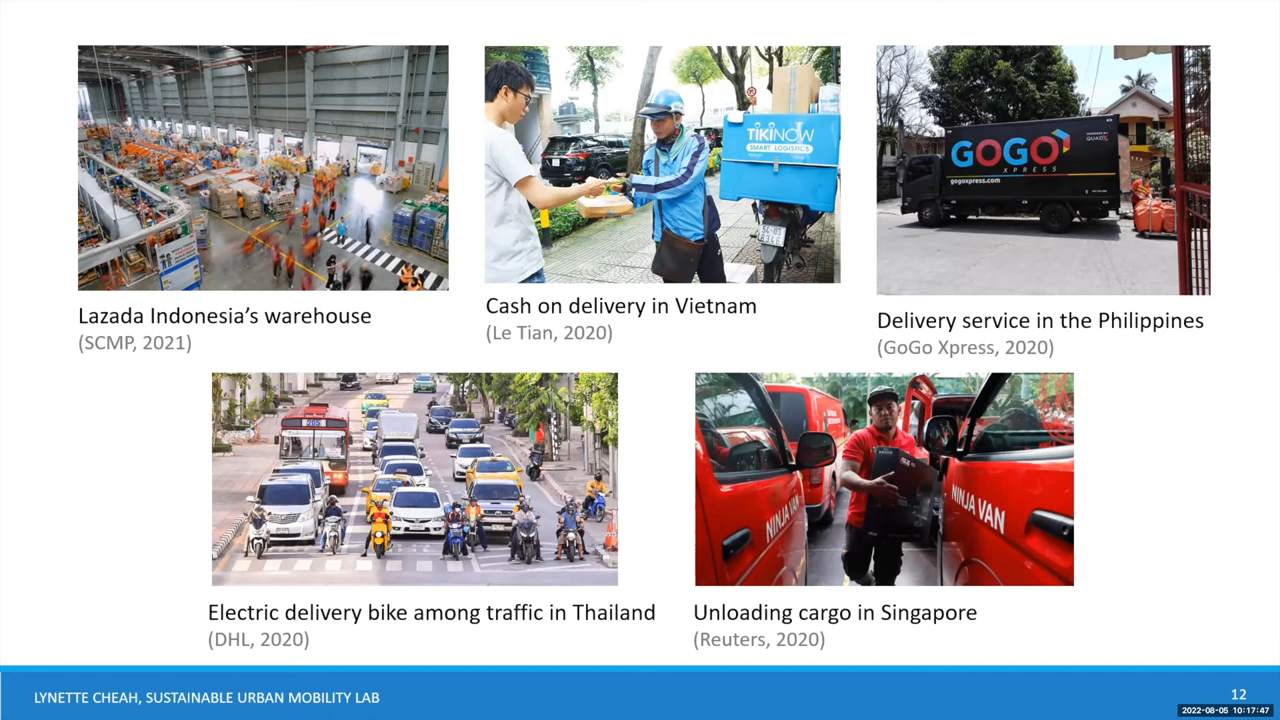 TIKINOW
SMART LOGISTICS
GOGO
XPRESS
gogoxpress.com
QUADX
Lazada Indonesia’s warehouse
(SCMP, 2021)
Cash on delivery in Vietnam
(Le Tian, 2020)
Delivery service in the Philippines
(GoGo Xpress, 2020)
205
NINJA VAN
NINJA VAN
Electric delivery bike among traffic in Thailand
(DHL, 2020)
Unloading cargo in Singapore
(Reuters, 2020)
LYNETTE CHEAH, SUSTAINABLE URBAN MOBILITY LAB
12
2022-08-05 10:17:47